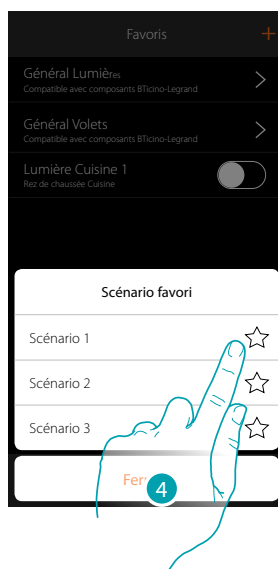 Favoris
Général Lumières
Compatible avec composants BTicino-Legrand
Général Volets
Compatible avec composants BTicino-Legrand
Lumière Cuisine 1
Rez de chaussée Cuisine
Scénario favori
Scénario 1
Scénario 2
Scénario 3
4